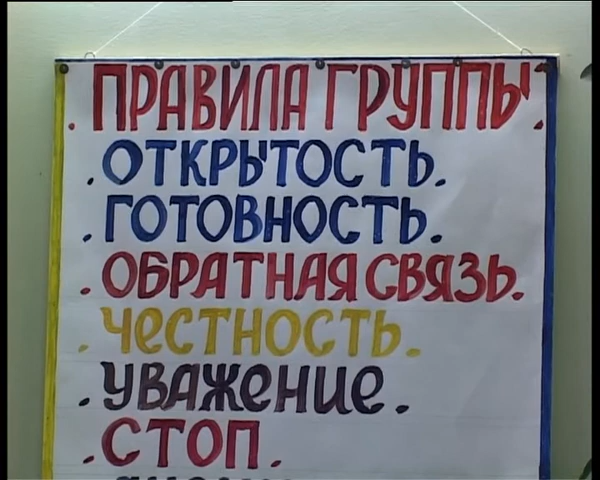 . ПРАВИЛА ГРУППЫ.
. ОТКРЫТОСТЬ.
. ГОТОВНОСТЬ.
. ОБРАТНАЯ СВЯЗЬ.
. ЧЕСТНОСТЬ.
. УВАЖЕНИЕ.
. СТОП.